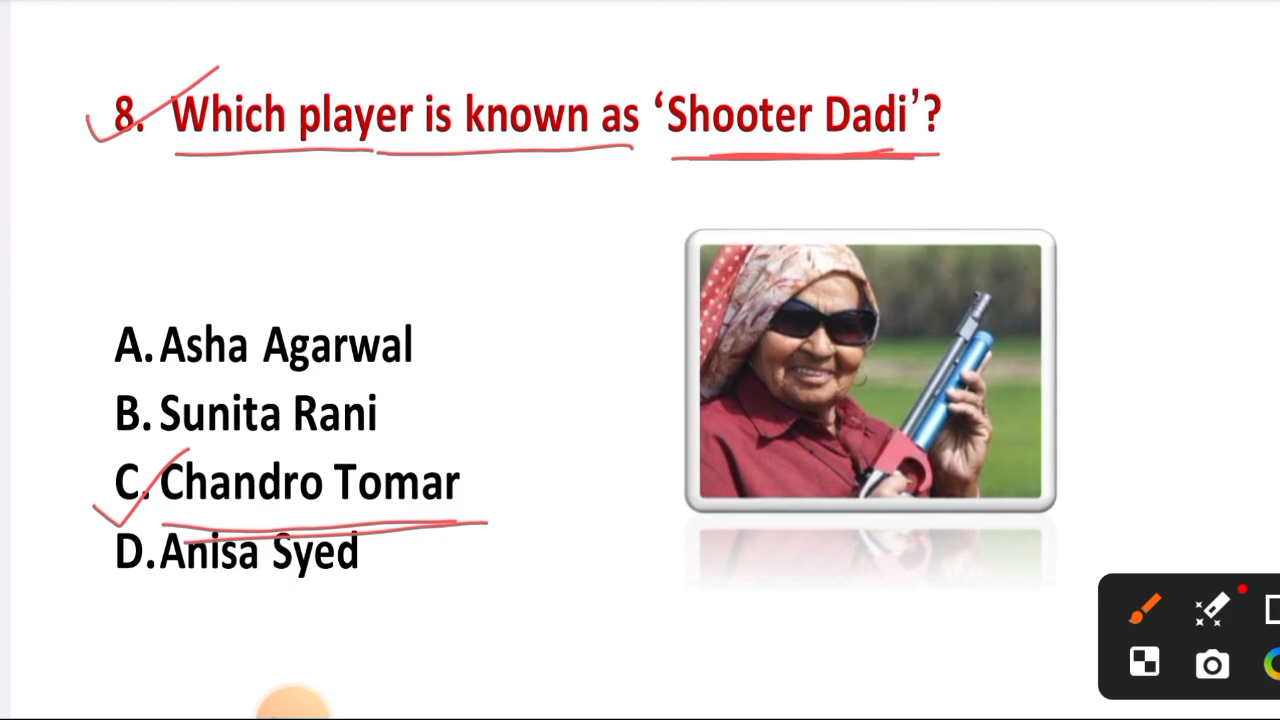 8. Which player is known as ‘Shooter Dadi’?
A. Asha Agarwal
B. Sunita Rani
C. Chandro Tomar
D. Anisa Syed